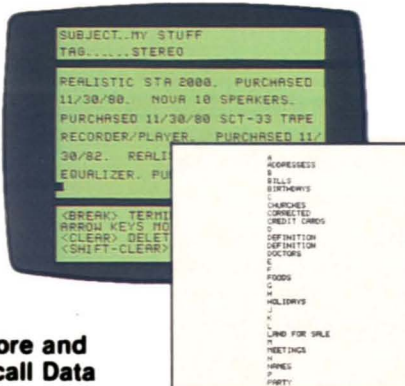 SUBJECT..MY STUFF
TAG......STEREO
REALISTIC STA 2000. PURCHASED
11/30/80. NOVA 10 SPEAKERS.
PURCHASED 11/30/80 SCT-33 TAPE
RECORDER/PLAYER. PURCHASED 11/
30/82. REALI
EQUALIZER. PU
<BREAK> TERMI
ARROW KEYS MO
<CLEAR> DELET
<SHIFT-CLEAR>
A
ADDRESSESS
B
BILLS
BIRTHDAYS
C
CHURCHES
CORRECTED
CREDIT CARDS
D
DEFINITION
DEFINITION
DOCTORS
E
F
FOODS
G
H
HOLIDAYS
J
K
L
LAND FOR SALE
M
MEETINGS
N
NAMES
P
PARTY
ore and
call Data